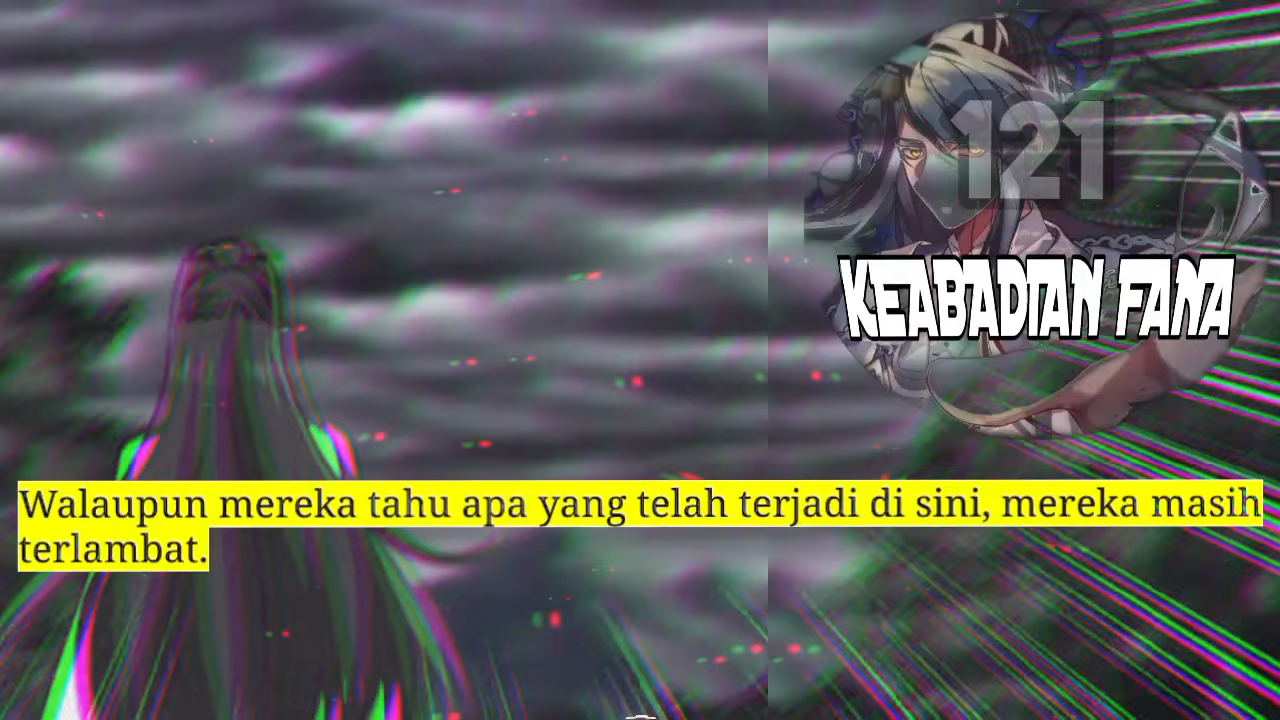 121
KEABADIAN FANA
Walaupun mereka tahu apa yang telah terjadi di sini, mereka masih
terlambat.